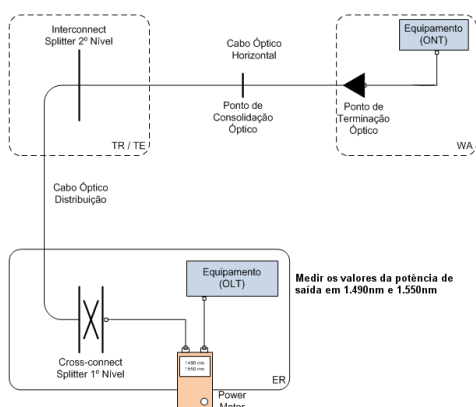 Interconnect
Splitter 2º Nível
TR / TE
Cabo Óptico
Horizontal
Ponto de
Consolidação
Óptico
Equipamento
(ONT)
Ponto de
Terminação
Óptico
WA
Cabo Óptico
Distribuição
Equipamento
(OLT)
Medir os valores da potência de
saída em 1.490nm e 1.550nm
Cross-connect
Splitter 1º Nível
1490 nm
1550 nm
ER
Power
Meter